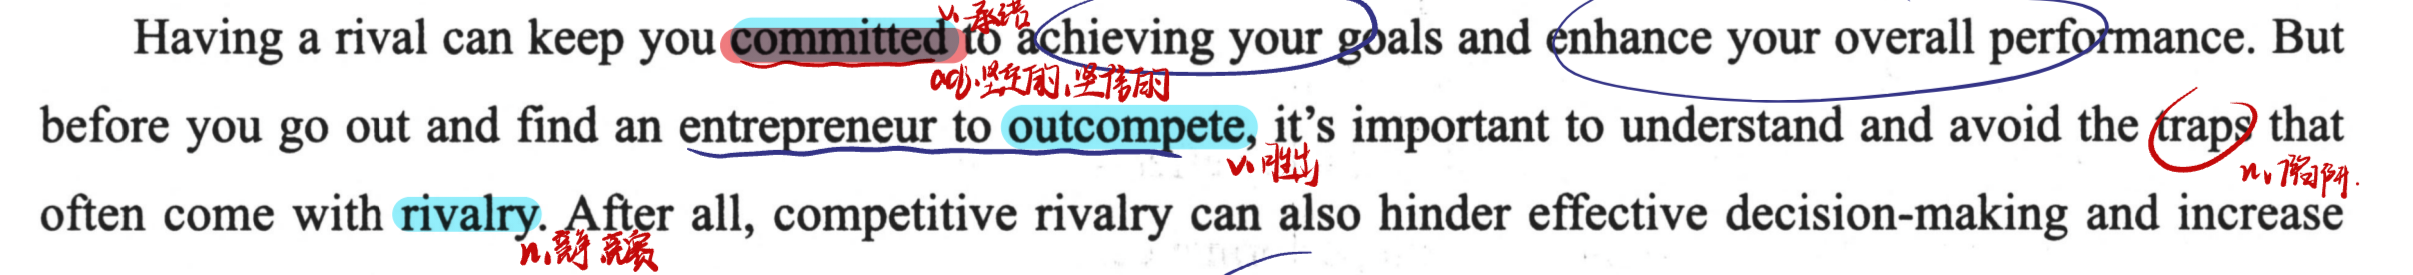 v. 承诺
Having a rival can keep you committed to achieving your goals and enhance your overall performance. But
adj. 坚定的,坚信的
before you go out and find an entrepreneur to outcompete, it's important to understand and avoid the traps that
v. 胜出
n. 陷阱.
often come with rivalry. After all, competitive rivalry can also hinder effective decision-making and increase
n. 竞争 竞赛